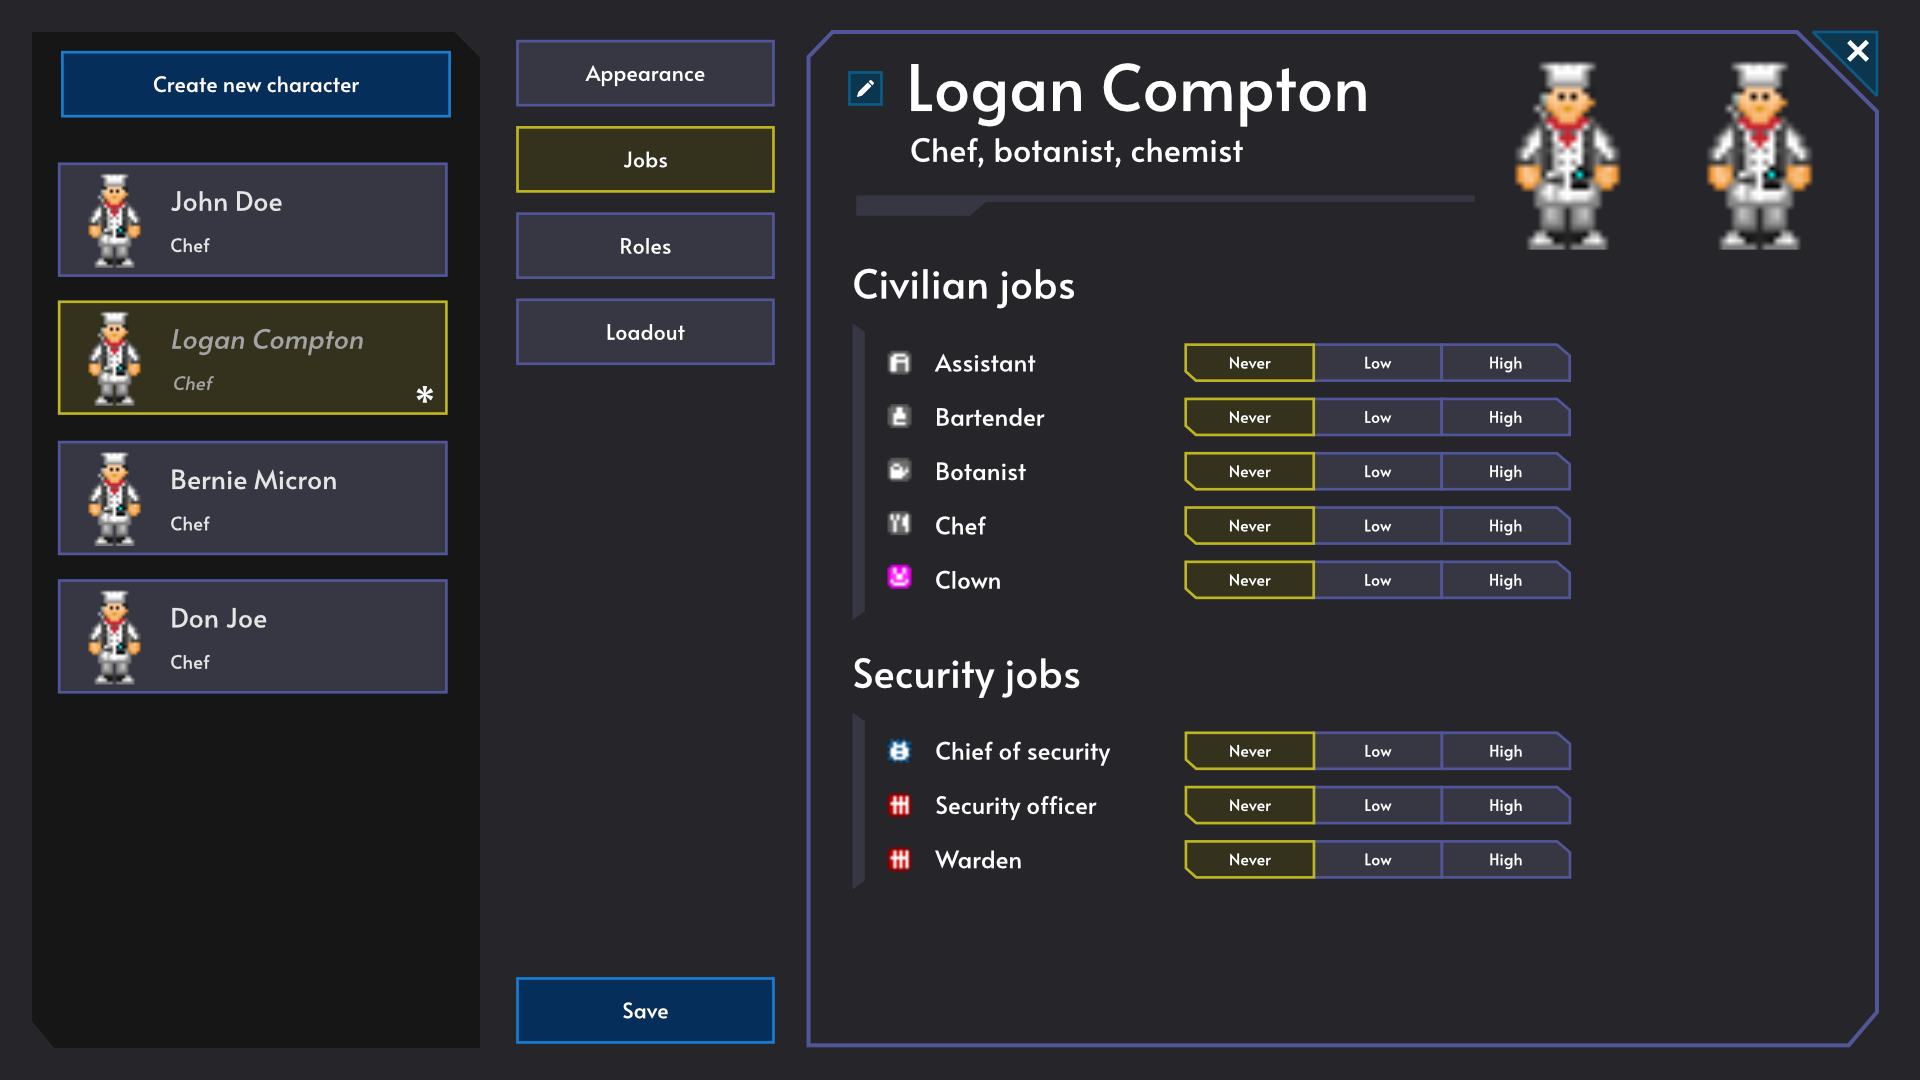 Create new character
John Doe
Chef
Logan Compton
Chef
*
Bernie Micron
Chef
Don Joe
Chef
Appearance
Jobs
Roles
Loadout
Save
Logan Compton
Chef, botanist, chemist
Civilian jobs
Assistant Never Low High
Bartender Never Low High
Botanist Never Low High
Chef Never Low High
Clown Never Low High
Security jobs
Chief of security Never Low High
Security officer Never Low High
Warden Never Low High